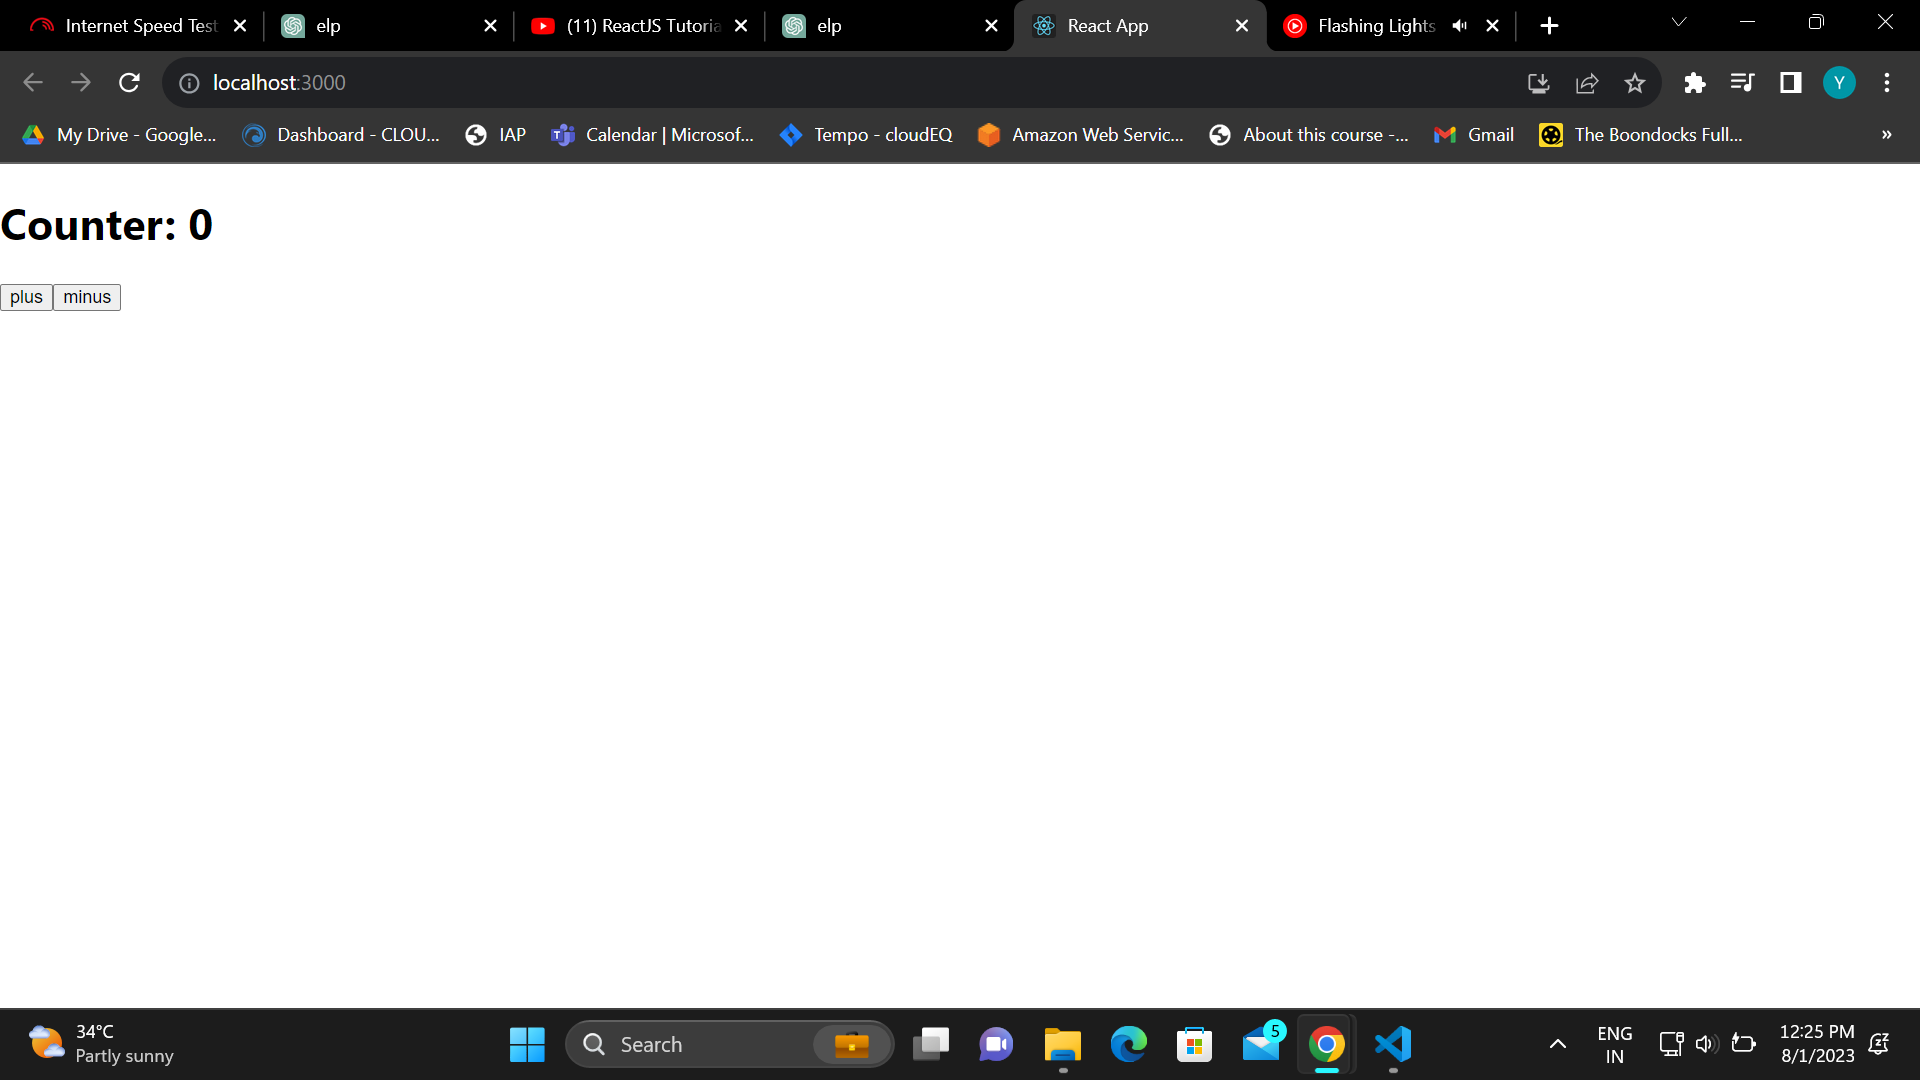 Internet Speed Test
elp
(11) ReactJS Tutoria
elp
React App
Flashing Lights
localhost:3000
Y
My Drive - Google...
Dashboard - CLOU...
IAP
Calendar | Microsof...
Tempo - cloudEQ
Amazon Web Servic...
About this course -...
Gmail
The Boondocks Full...
»
Counter: 0
plus
minus
34°C
Partly sunny
Search
5
ENG
IN
12:25 PM
8/1/2023